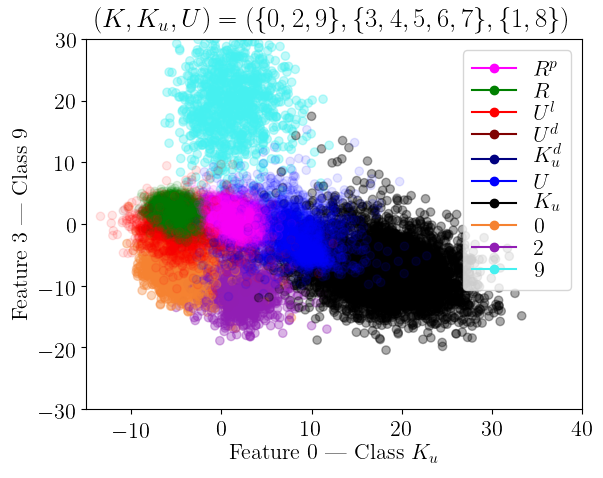 (K, K_u, U) = ({0, 2, 9}, {3, 4, 5, 6, 7}, {1, 8})
30
20
10
0
−10
−20
−30
Feature 3 — Class 9
R^p
R
U^l
U^d
K_u^d
U
K_u
0
2
9
−10 0 10 20 30 40
Feature 0 — Class K_u